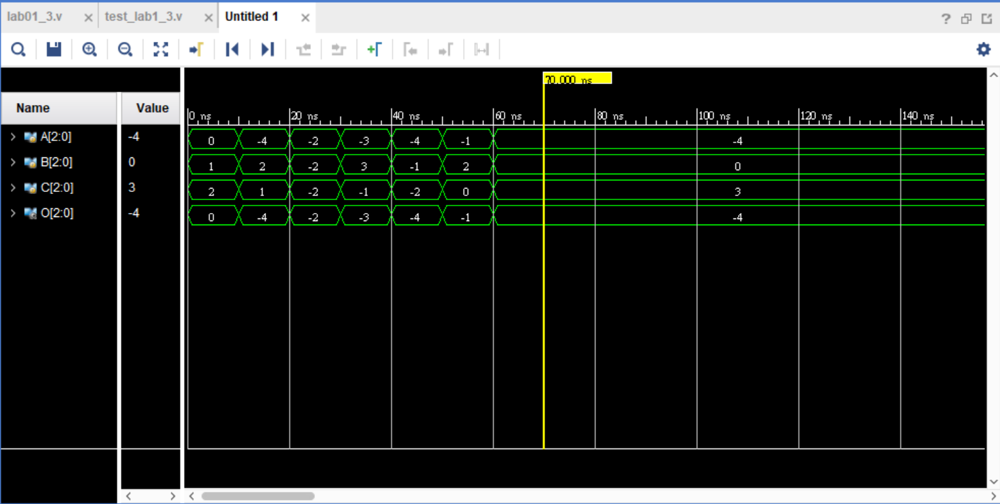 lab01_3.v × test_lab1_3.v × Untitled 1 ×
?
70.000 ns
Name Value
0 ns 20 ns 40 ns 60 ns 80 ns 100 ns 120 ns 140 ns
> A[2:0] -4 0 -4 -2 -3 -4 -1 -4
> B[2:0] 0 1 2 -2 3 -1 2 0
> C[2:0] 3 2 1 -2 -1 -2 0 3
> O[2:0] -4 0 -4 -2 -3 -4 -1 -4